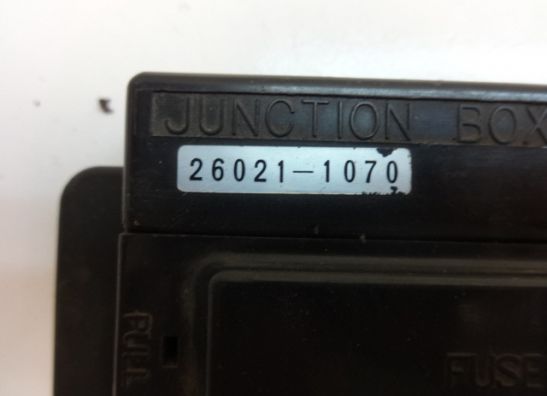 JUNCTION BOX
26021-1070
PULL
FUSE